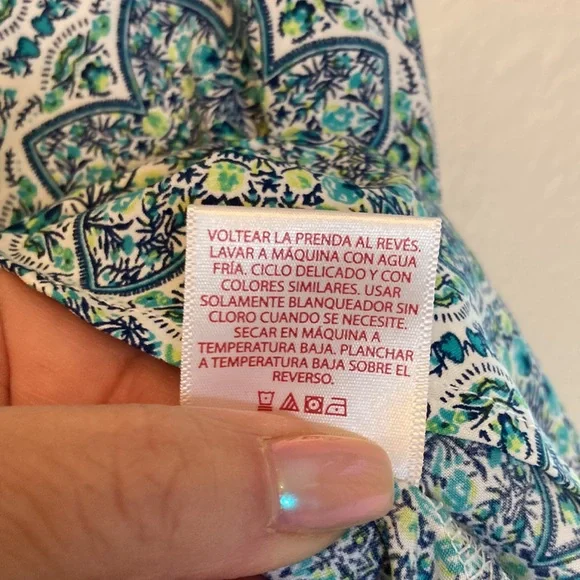 VOLTEAR LA PRENDA AL REVÉS.
LAVAR A MÁQUINA CON AGUA
FRÍA. CICLO DELICADO Y CON
COLORES SIMILARES. USAR
SOLAMENTE BLANQUEADOR SIN
CLORO CUANDO SE NECESITE.
SECAR EN MÁQUINA A
TEMPERATURA BAJA. PLANCHAR
A TEMPERATURA BAJA SOBRE EL
REVERSO.